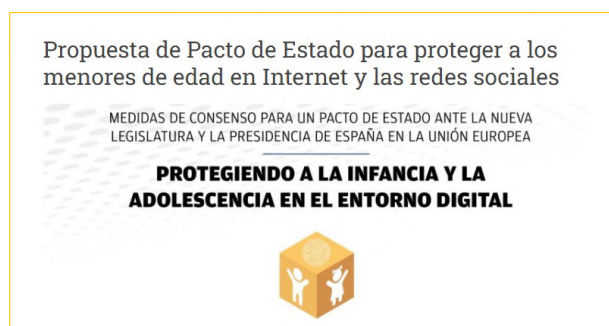 Propuesta de Pacto de Estado para proteger a los
menores de edad en Internet y las redes sociales
MEDIDAS DE CONSENSO PARA UN PACTO DE ESTADO ANTE LA NUEVA
LEGISLATURA Y LA PRESIDENCIA DE ESPAÑA EN LA UNIÓN EUROPEA
PROTEGIENDO A LA INFANCIA Y LA
ADOLESCENCIA EN EL ENTORNO DIGITAL